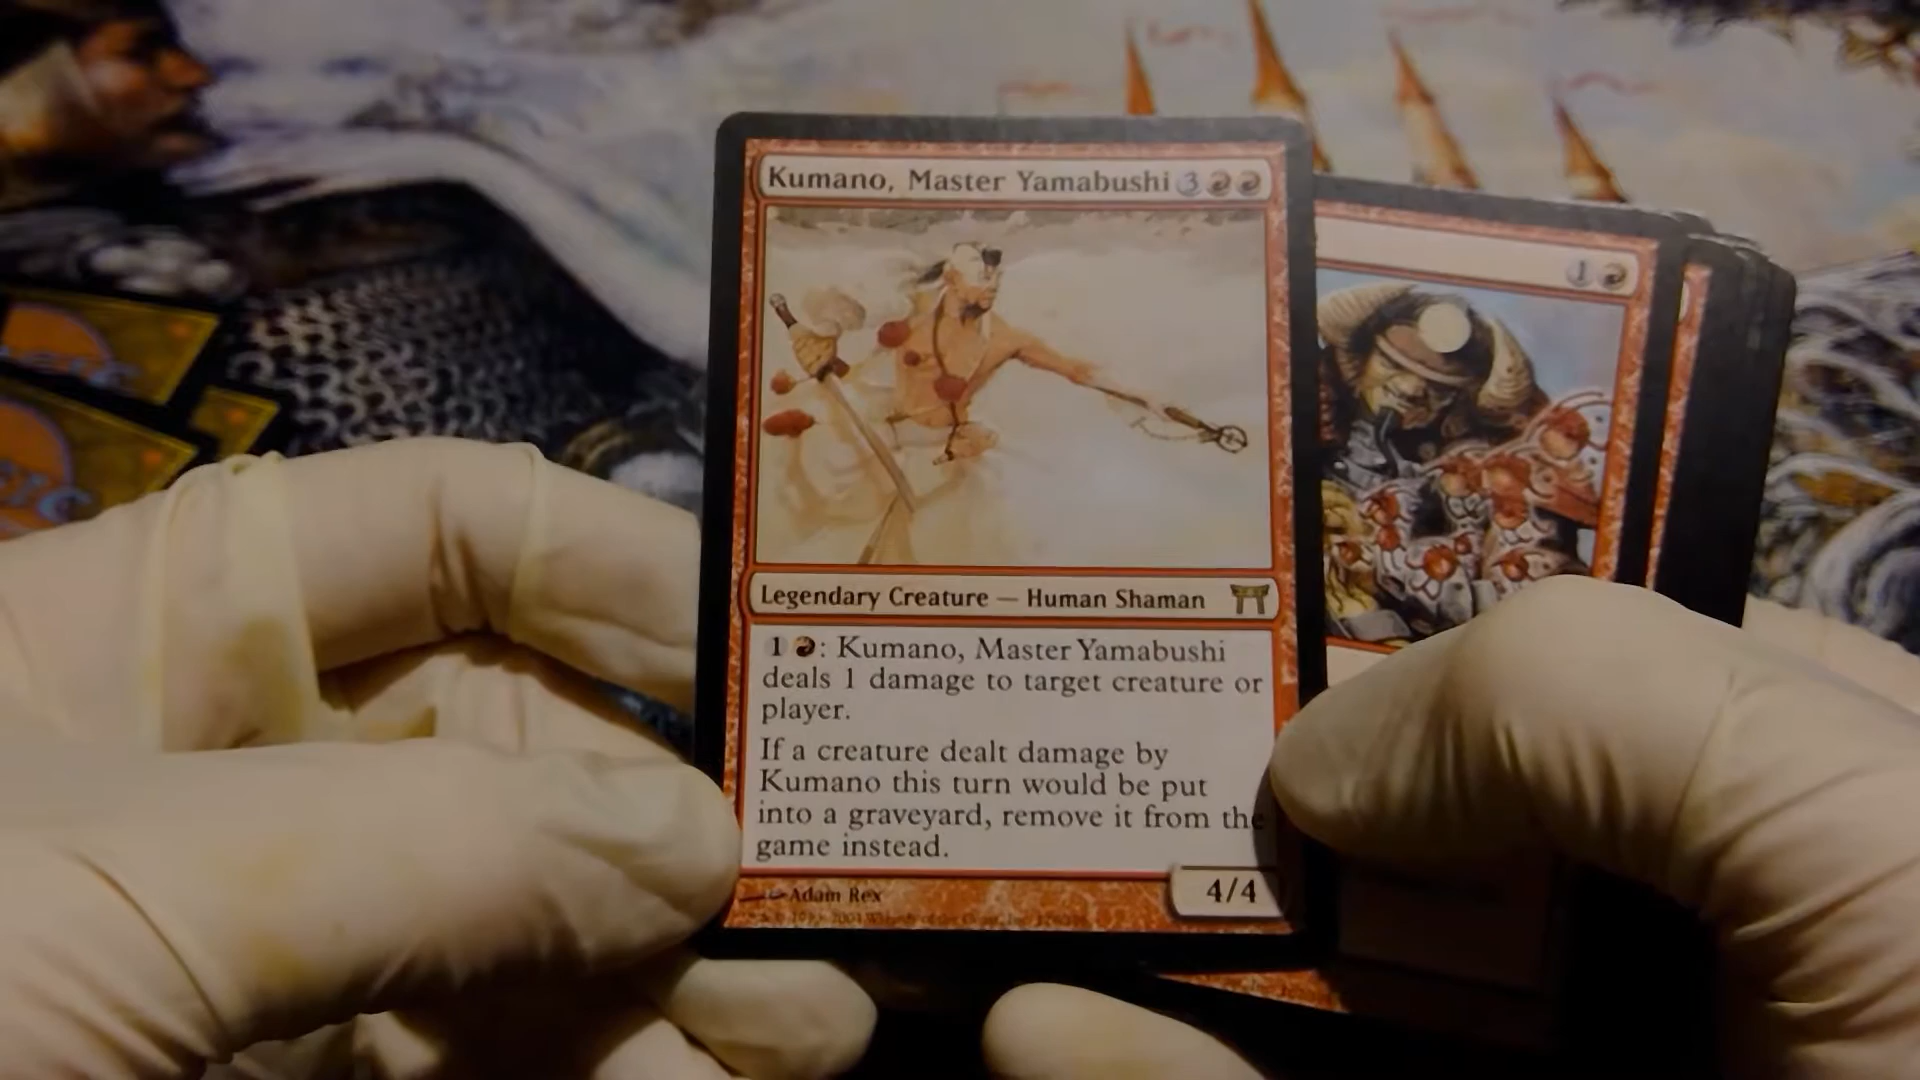 Kumano, Master Yamabushi 3
1
Legendary Creature — Human Shaman
1 : Kumano, Master Yamabushi
deals 1 damage to target creature or
player.
If a creature dealt damage by
Kumano this turn would be put
into a graveyard, remove it from the
game instead.
4/4
Adam Rex